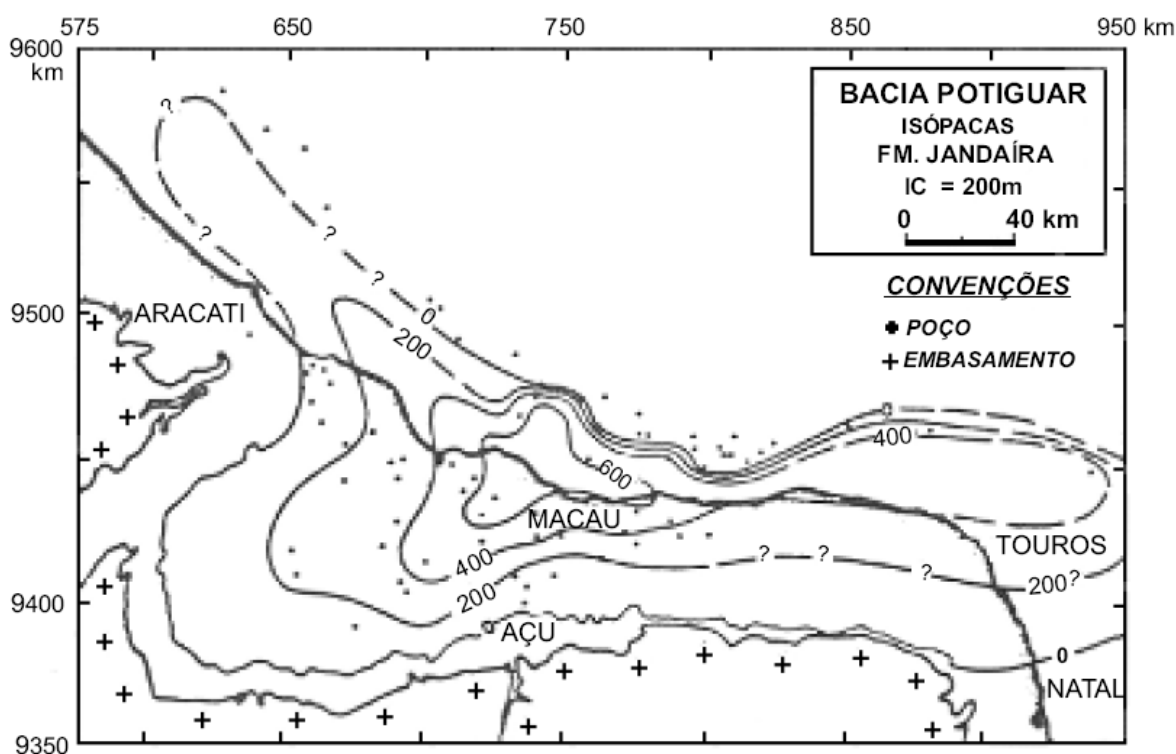 575 650 750 850 950 km
9600
km
BACIA POTIGUAR
ISÓPACAS
FM. JANDAÍRA
IC = 200m
0 40 km
CONVENÇÕES
POÇO
EMBASAMENTO
?
?
?
?
9500
ARACATI
0
200
0
400
600
MACAU
TOUROS
400
? ? ?
200?
200
9400
AÇU
0
NATAL
9350